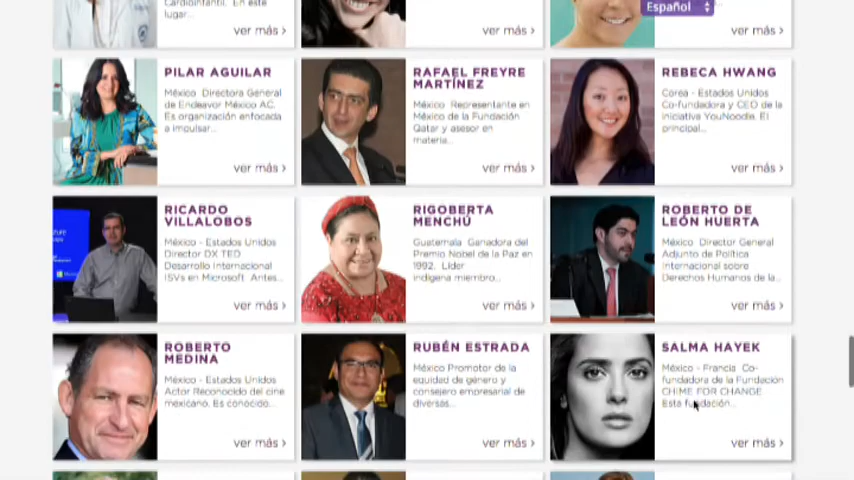 Cardioinfantil. En este
lugar...
ver más ›
ver más ›
Español
ver más ›
PILAR AGUILAR
México Directora General
de Endeavor México AC.
Es organización enfocada
a impulsar...
ver más ›
RAFAEL FREYRE
MARTÍNEZ
México Representante en
México de la Fundación
Qatar y asesor en
materia...
ver más ›
REBECA HWANG
Corea - Estados Unidos
Co-fundadora y CEO de la
Iniciativa YouNoodle. El
principal...
ver más ›
RICARDO
VILLALOBOS
México - Estados Unidos
Director DX TED
Desarrollo Internacional
ISVs en Microsoft Antes...
ver más ›
RIGOBERTA
MENCHÚ
Guatemala Ganadora del
Premio Nobel de la Paz en
1992. Líder
indígena miembro...
ver más ›
ROBERTO DE
LEÓN HUERTA
México Director General
Adjunto de Política
Internacional sobre
Derechos Humanos de la...
ver más ›
ROBERTO
MEDINA
México - Estados Unidos
Actor Reconocido del cine
mexicano. Es conocido...
ver más ›
RUBÉN ESTRADA
México Promotor de la
equidad de género y
consejero empresarial de
diversas...
ver más ›
SALMA HAYEK
México - Francia Co-
fundadora de la Fundación
CHIME FOR CHANGE
Esta fundación...
ver más ›